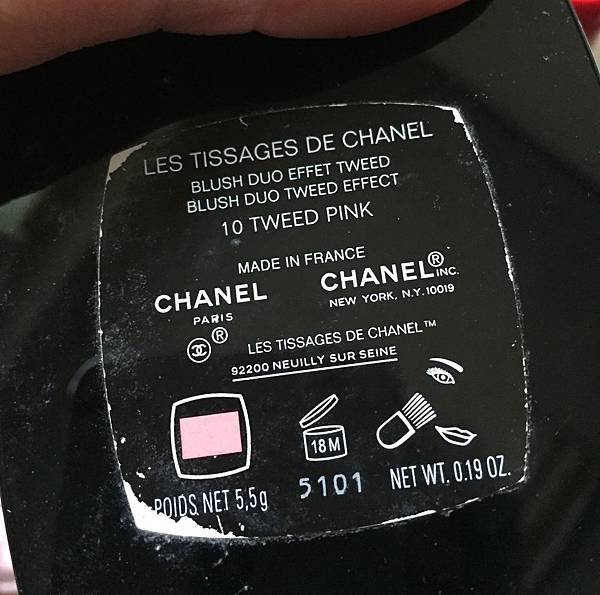 LES TISSAGES DE CHANEL
BLUSH DUO EFFET TWEED
BLUSH DUO TWEED EFFECT
10 TWEED PINK
MADE IN FRANCE
CHANEL
PARIS
CHANEL® INC.
NEW YORK, N.Y. 10019
®
LES TISSAGES DE CHANEL™
92200 NEUILLY SUR SEINE
18M
POIDS. NET 5,5g
5101
NET WT. 0.19 OZ.